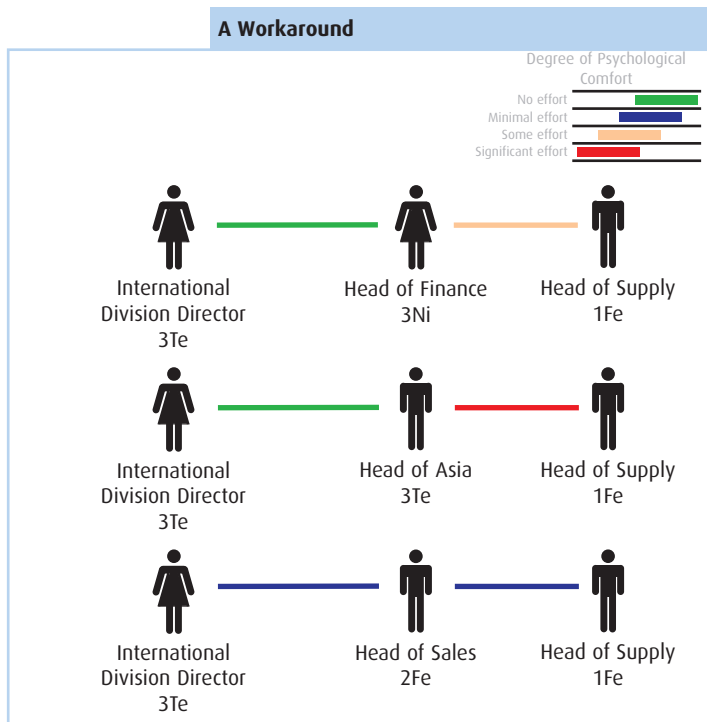 A Workaround
Degree of Psychological
Comfort
No effort
Minimal effort
Some effort
Significant effort
International
Division Director
3Te
Head of Finance
3Ni
Head of Supply
1Fe
International
Division Director
3Te
Head of Asia
3Te
Head of Supply
1Fe
International
Division Director
3Te
Head of Sales
2Fe
Head of Supply
1Fe